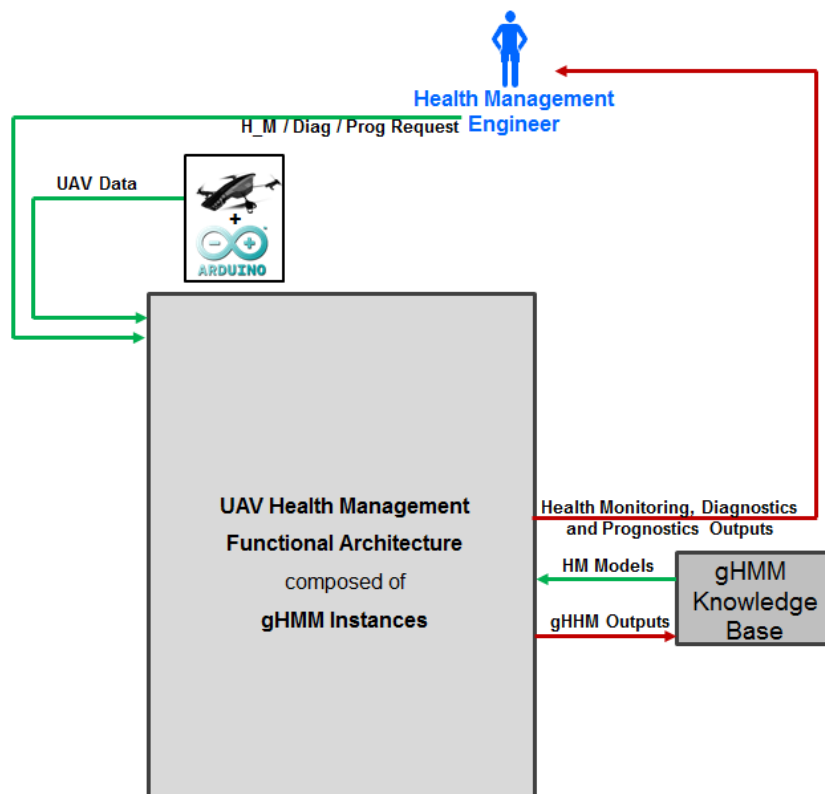 Health Management
Engineer
H_M / Diag / Prog Request
UAV Data
+
ARDUINO
UAV Health Management
Functional Architecture
composed of
gHMM Instances
Health Monitoring, Diagnostics
and Prognostics Outputs
HM Models
gHHM Outputs
gHMM
Knowledge
Base